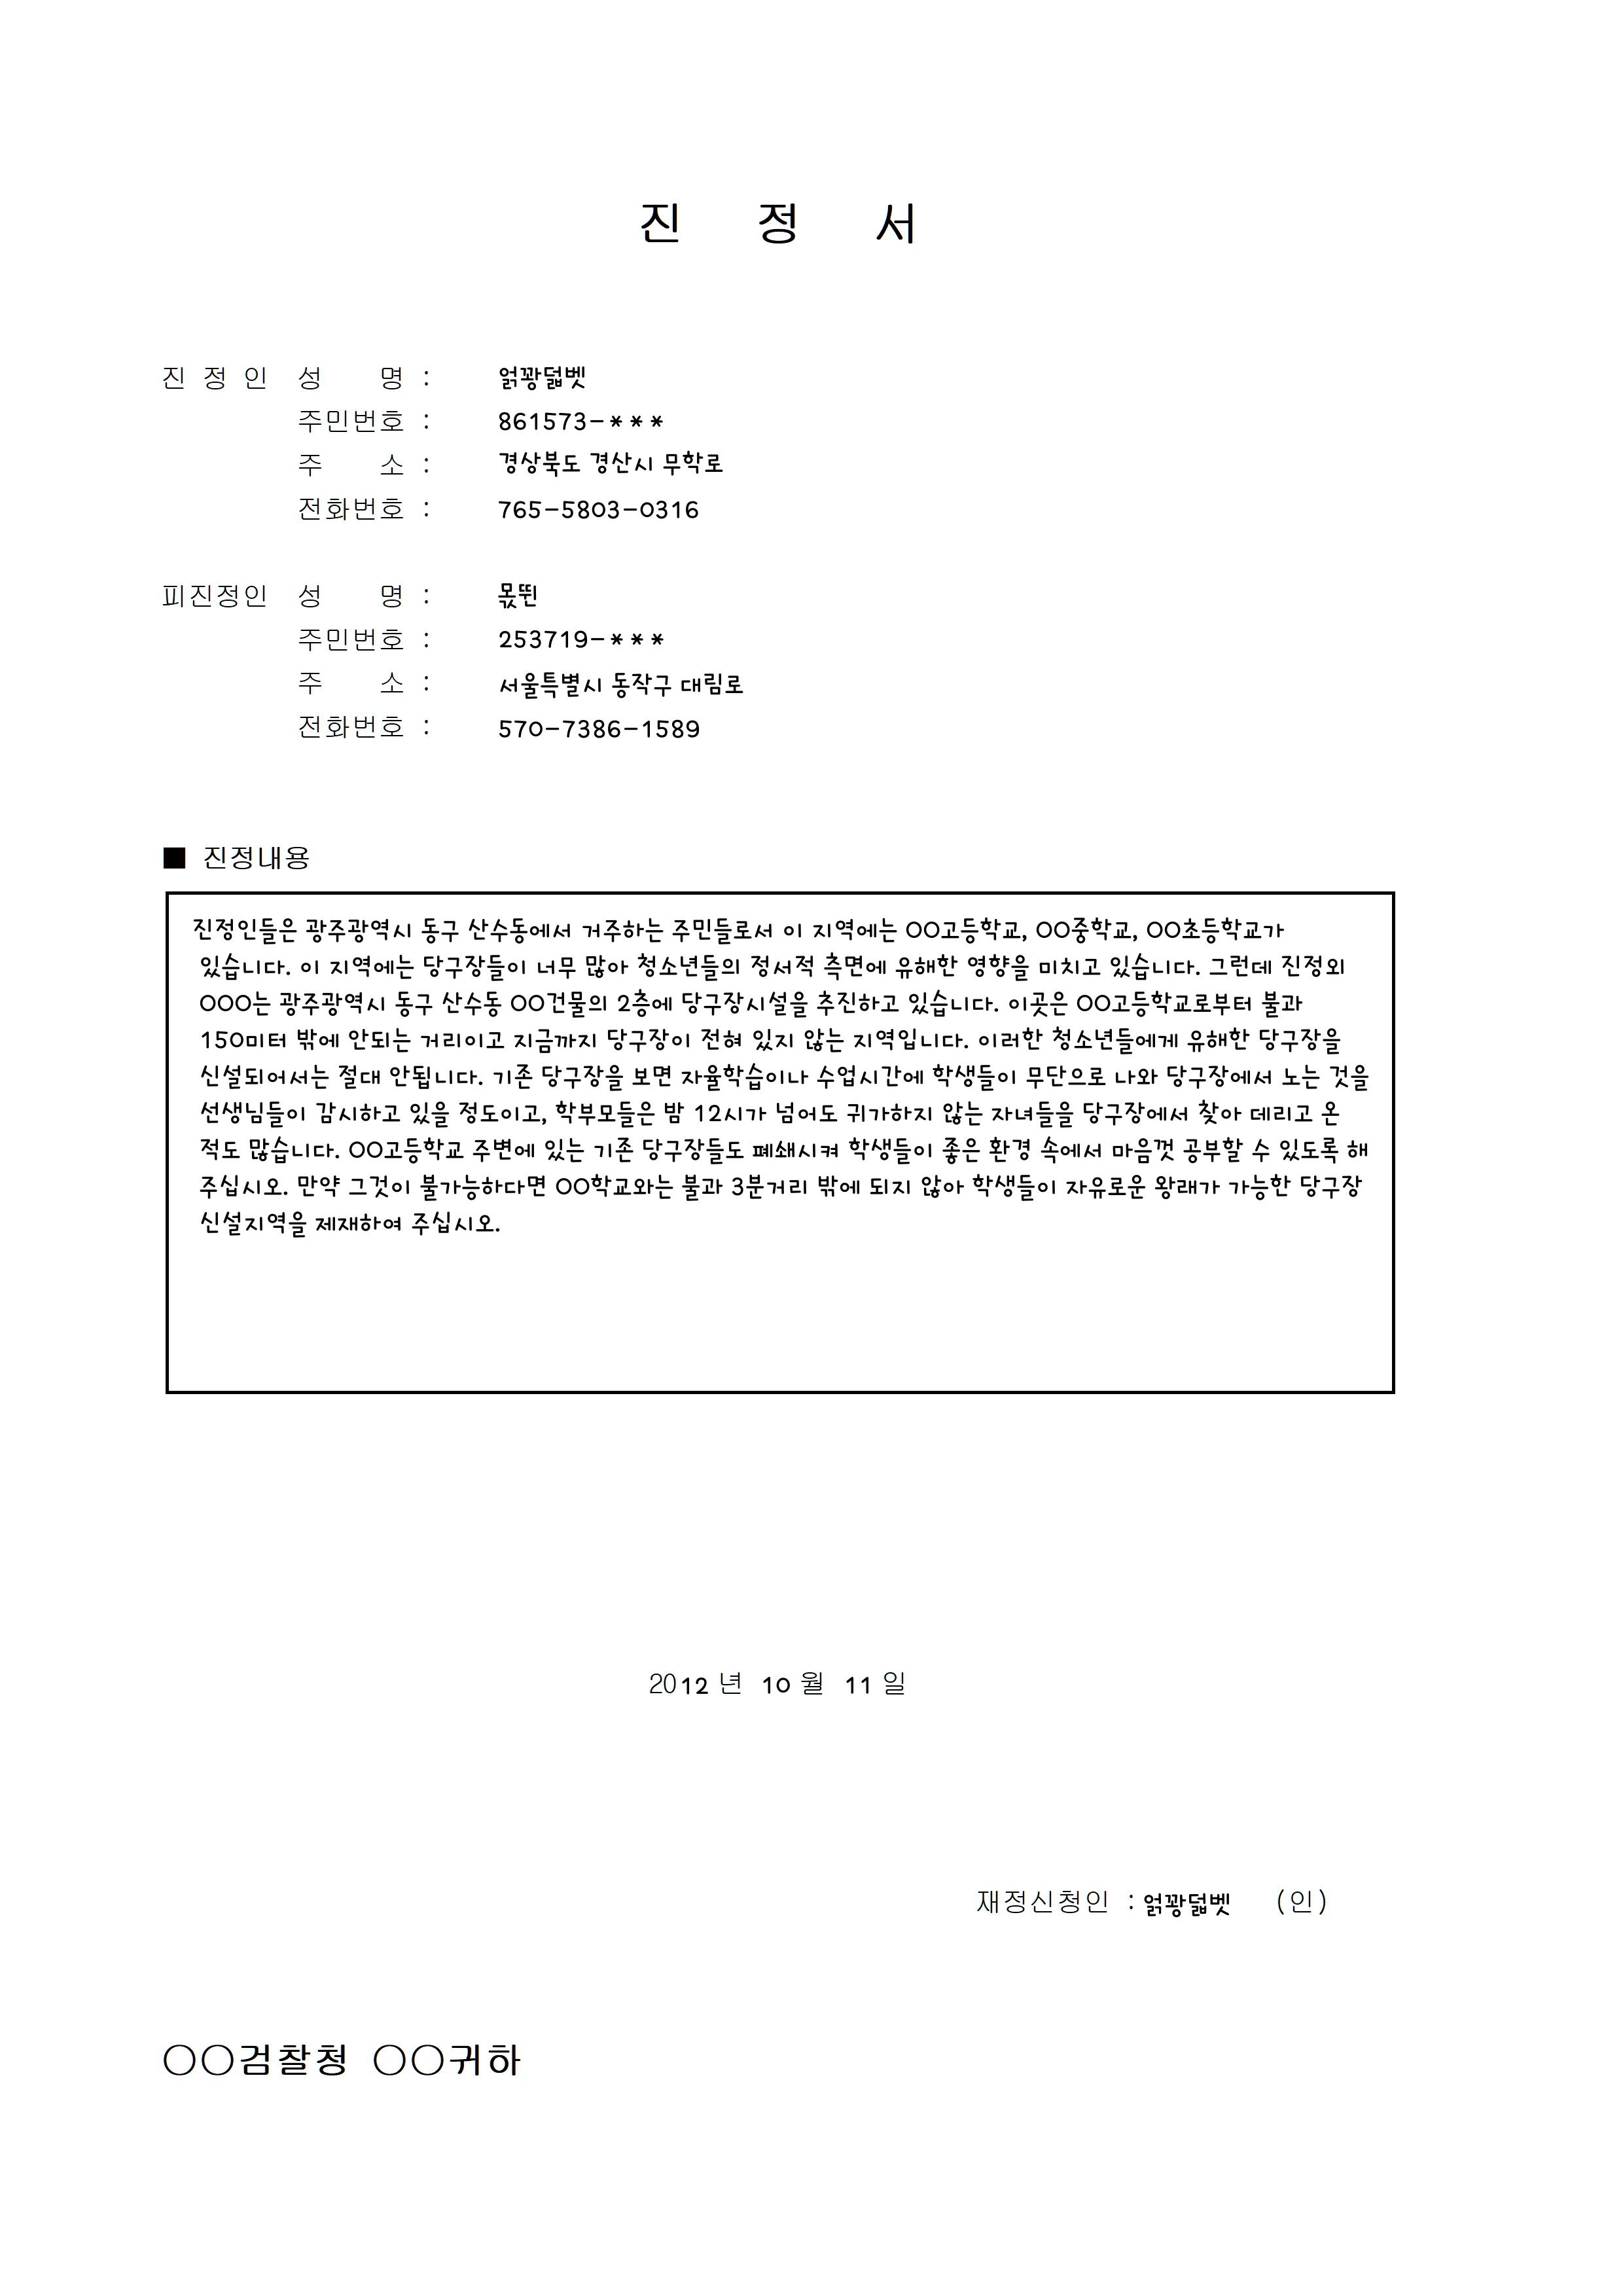 진 정 서
진 정 인 성 명 : 얽꽝덟벳
주민번호 : 861573-***
주 소 : 경상북도 경산시 무학로
전화번호 : 765-5803-0316
피진정인 성 명 : 몫뛴
주민번호 : 253719-***
주 소 : 서울특별시 동작구 대림로
전화번호 : 570-7386-1589
■ 진정내용
진정인들은 광주광역시 동구 산수동에서 거주하는 주민들로서 이 지역에는 OO고등학교, OO중학교, OO초등학교가
있습니다. 이 지역에는 당구장들이 너무 많아 청소년들의 정서적 측면에 유해한 영향을 미치고 있습니다. 그런데 진정외
OOO는 광주광역시 동구 산수동 OO건물의 2층에 당구장시설을 추진하고 있습니다. 이곳은 OO고등학교로부터 불과
150미터 밖에 안되는 거리이고 지금까지 당구장이 전혀 있지 않는 지역입니다. 이러한 청소년들에게 유해한 당구장을
신설되어서는 절대 안됩니다. 기존 당구장을 보면 자율학습이나 수업시간에 학생들이 무단으로 나와 당구장에서 노는 것을
선생님들이 감시하고 있을 정도이고, 학부모들은 밤 12시가 넘어도 귀가하지 않는 자녀들을 당구장에서 찾아 데리고 온
적도 많습니다. OO고등학교 주변에 있는 기존 당구장들도 폐쇄시켜 학생들이 좋은 환경 속에서 마음껏 공부할 수 있도록 해
주십시오. 만약 그것이 불가능하다면 OO학교와는 불과 3분거리 밖에 되지 않아 학생들이 자유로운 왕래가 가능한 당구장
신설지역을 제재하여 주십시오.
2012 년 10 월 11 일
재정신청인 : 얽꽝덟벳 (인)
○○검찰청 ○○귀하